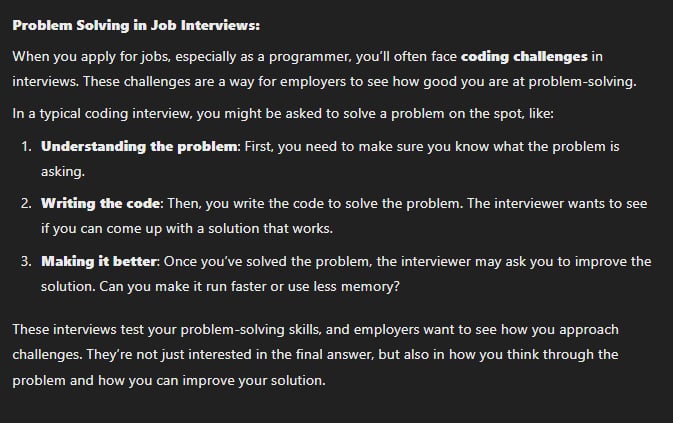 Problem Solving in Job Interviews:
When you apply for jobs, especially as a programmer, you'll often face coding challenges in
interviews. These challenges are a way for employers to see how good you are at problem-solving.
In a typical coding interview, you might be asked to solve a problem on the spot, like:
1. Understanding the problem: First, you need to make sure you know what the problem is
asking.
2. Writing the code: Then, you write the code to solve the problem. The interviewer wants to see
if you can come up with a solution that works.
3. Making it better: Once you've solved the problem, the interviewer may ask you to improve the
solution. Can you make it run faster or use less memory?
These interviews test your problem-solving skills, and employers want to see how you approach
challenges. They're not just interested in the final answer, but also in how you think through the
problem and how you can improve your solution.